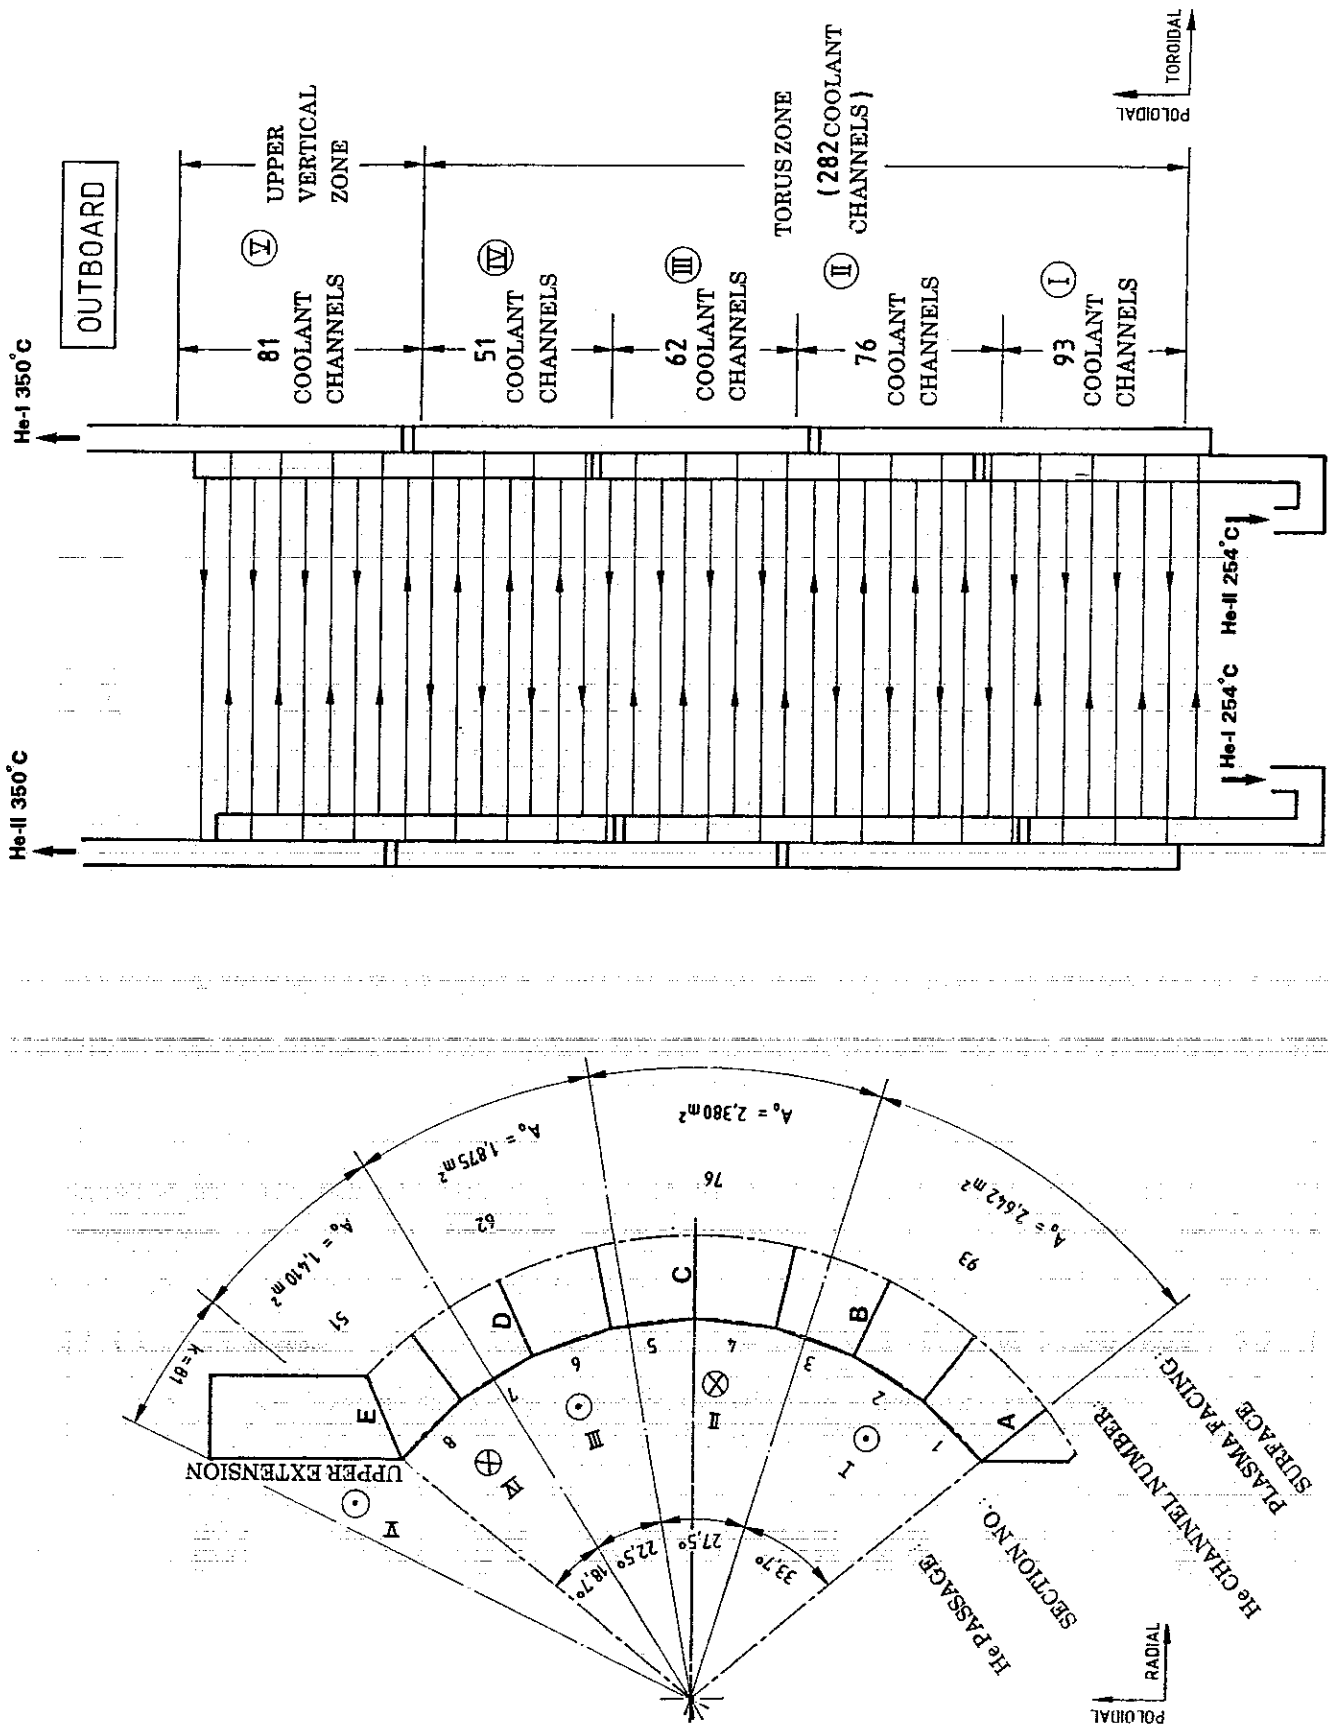 OUTBOARD
He-II 350°C
He-I 350°C
81
COOLANT
CHANNELS
V
UPPER
VERTICAL
ZONE
51
COOLANT
CHANNELS
IV
62
COOLANT
CHANNELS
III
76
COOLANT
CHANNELS
II
93
COOLANT
CHANNELS
I
TORUS ZONE
(282 COOLANT
CHANNELS)
He-I 254°C
He-II 254°C
POLOIDAL
TOROIDAL
k=81
A₀ = 1,410 m²
A₀ = 1,875 m²
A₀ = 2,380 m²
A₀ = 2,642 m²
51
62
76
93
UPPER EXTENSION
E
D
C
B
A
8
7
6
5
4
3
2
1
V
IV
III
II
I
18,7°
22,5°
27,5°
33,7°
He PASSAGE :
SECTION NO. :
He CHANNEL NUMBER :
PLASMA FACING :
SURFACE
POLOIDAL
RADIAL